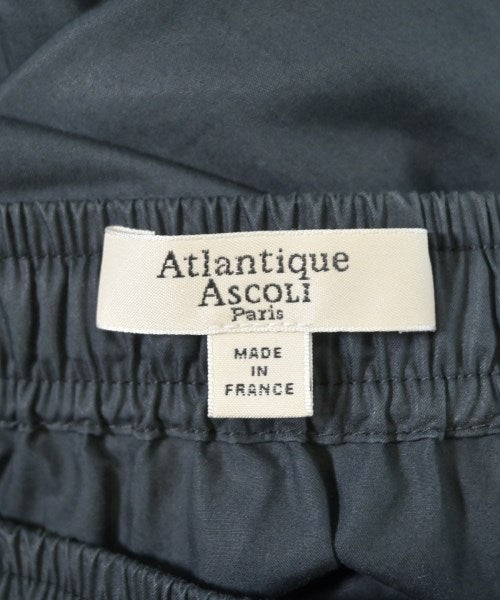 Atlantique
ASCOLI
Paris
MADE
IN
FRANCE